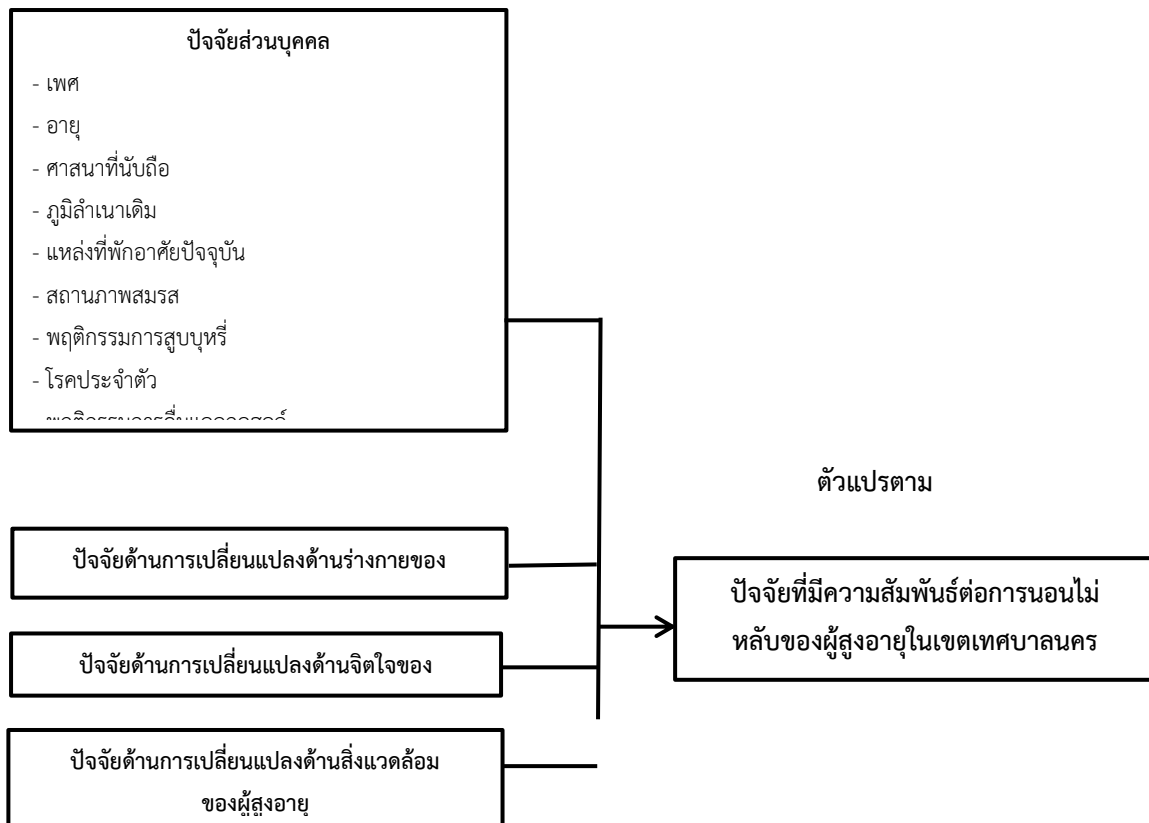 ปัจจัยส่วนบุคคล
- เพศ
- อายุ
- ศาสนาที่นับถือ
- ภูมิลำเนาเดิม
- แหล่งที่พักอาศัยปัจจุบัน
- สถานภาพสมรส
- พฤติกรรมการสูบบุหรี่
- โรคประจำตัว
ตัวแปรตาม
ปัจจัยด้านการเปลี่ยนแปลงด้านร่างกายของ
ปัจจัยที่มีความสัมพันธ์ต่อการนอนไม่
หลับของผู้สูงอายุในเขตเทศบาลนคร
ปัจจัยด้านการเปลี่ยนแปลงด้านจิตใจของ
ปัจจัยด้านการเปลี่ยนแปลงด้านสิ่งแวดล้อม
ของผู้สูงอายุ